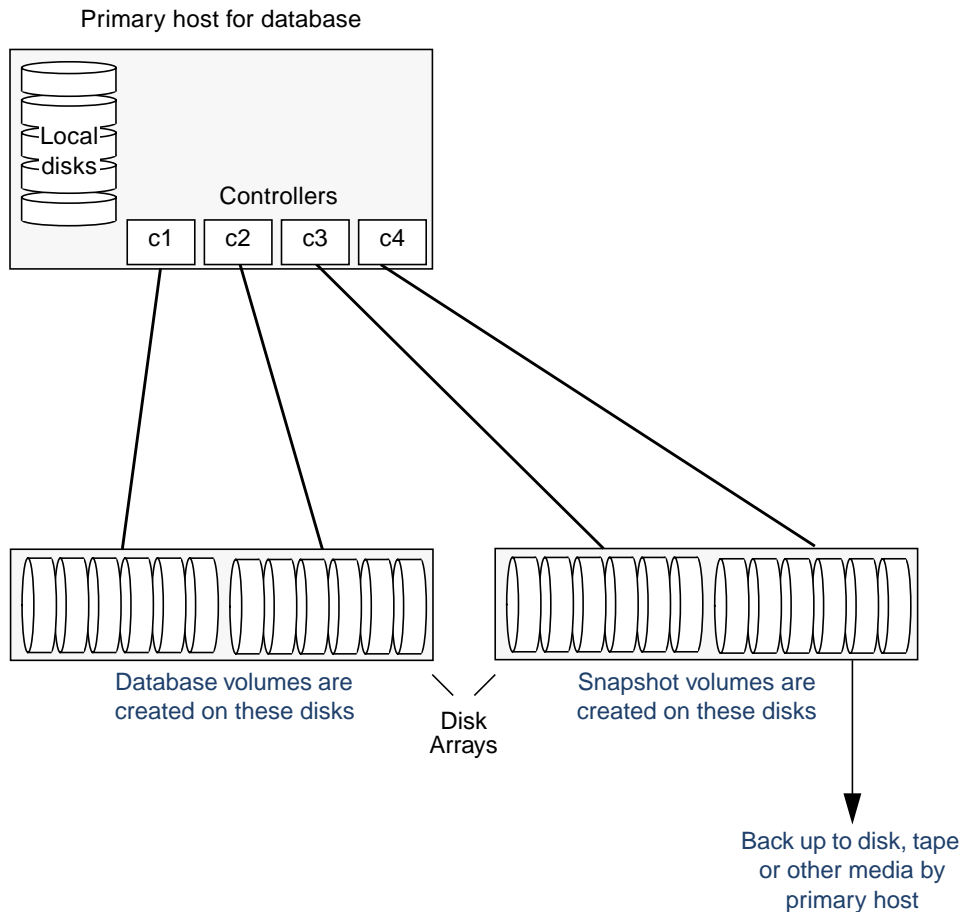 Primary host for database
Local
disks
Controllers
c1 c2 c3 c4
Database volumes are
created on these disks
Snapshot volumes are
created on these disks
Disk
Arrays
Back up to disk, tape
or other media by
primary host